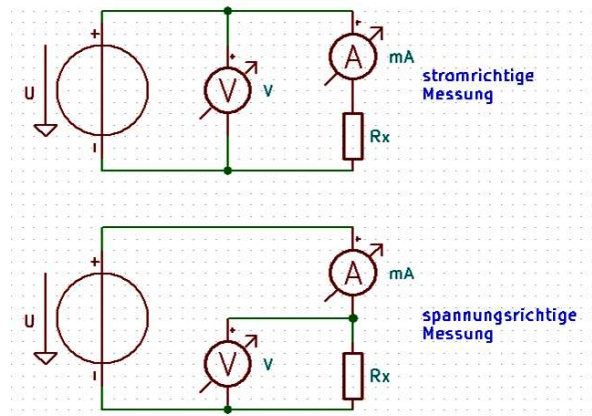 +
+
+
A
mA
U
V
V
stromrichtige
Messung
Rx
-
+
+
A
mA
U
spannungsrichtige
Messung
+
V
V
Rx
-